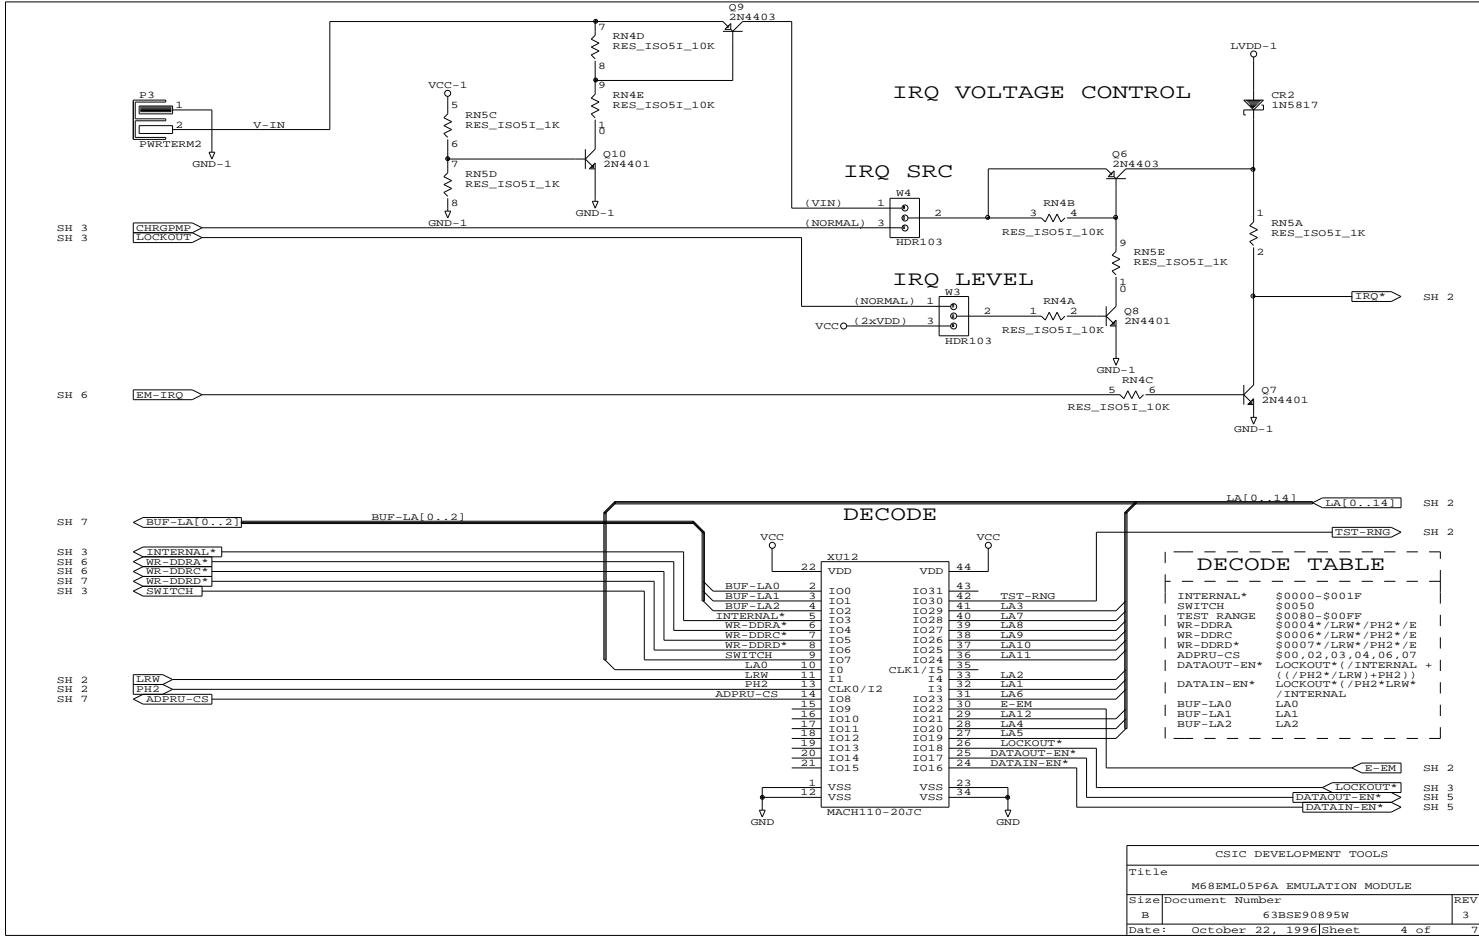 Q9
2N4403
7
RN4D
RES_ISO5I_10K
8
LVDD-1
P3
1
2
V-IN
PWRTERM2
GND-1
VCC-1
5
RN5C
RES_ISO5I_1K
6
7
RN5D
RES_ISO5I_1K
8
GND-1
9
RN4E
RES_ISO5I_10K
10
Q10
2N4401
GND-1
IRQ VOLTAGE CONTROL
CR2
1N5817
IRQ SRC
Q6
2N4403
W4
(VIN) 1
2
(NORMAL) 3
HDR103
RN4B
3 4
RES_ISO5I_10K
1
RN5A
RES_ISO5I_1K
2
9
RN5E
RES_ISO5I_1K
10
SH 3 CHRGPMP
SH 3 LOCKOUT
IRQ LEVEL
W3
(NORMAL) 1
2
VCC (2xVDD) 3
HDR103
RN4A
1 2
RES_ISO5I_10K
Q8
2N4401
GND-1
IRQ* SH 2
SH 6 EM-IRQ
RN4C
5 6
RES_ISO5I_10K
Q7
2N4401
GND-1
LA[0..14] LA[0..14] SH 2
SH 7 BUF-LA[0..2] BUF-LA[0..2]
DECODE
TST-RNG SH 2
SH 3 INTERNAL*
SH 6 WR-DDRA*
SH 6 WR-DDRC*
SH 7 WR-DDRD*
SH 3 SWITCH
SH 2 LRW
SH 2 PH2
SH 7 ADPRU-CS
VCC VCC
XU12
22 VDD VDD 44
BUF-LA0 2 IO0 IO31 43
BUF-LA1 3 IO1 IO30 42 TST-RNG
BUF-LA2 4 IO2 IO29 41 LA3
INTERNAL* 5 IO3 IO28 40 LA7
WR-DDRA* 6 IO4 IO27 39 LA8
WR-DDRC* 7 IO5 IO26 38 LA9
WR-DDRD* 8 IO6 IO25 37 LA10
SWITCH 9 IO7 IO24 36 LA11
LA0 10 I0 CLK1/I5 35
LRW 11 I1 I4 33 LA2
PH2 13 CLK0/I2 I3 32 LA1
ADPRU-CS 14 IO8 IO23 31 LA6
15 IO9 IO22 30 E-EM
16 IO10 IO21 29 LA12
17 IO11 IO20 28 LA4
18 IO12 IO19 27 LA5
19 IO13 IO18 26 LOCKOUT*
20 IO14 IO17 25 DATAOUT-EN*
21 IO15 IO16 24 DATAIN-EN*
1 VSS VSS 23
12 VSS VSS 34
MACH110-20JC
GND GND
DECODE TABLE
INTERNAL* $0000-$001F
SWITCH $0050
TEST RANGE $0080-$00FF
WR-DDRA $0004*/LRW*/PH2*/E
WR-DDRC $0006*/LRW*/PH2*/E
WR-DDRD* $0007*/LRW*/PH2*/E
ADPRU-CS $00,02,03,04,06,07
DATAOUT-EN* LOCKOUT*(/INTERNAL +
((/PH2*/LRW)+PH2))
DATAIN-EN* LOCKOUT*(/PH2*LRW*
/INTERNAL
BUF-LA0 LA0
BUF-LA1 LA1
BUF-LA2 LA2
E-EM SH 2
LOCKOUT* SH 3
DATAOUT-EN* SH 5
DATAIN-EN* SH 5
CSIC DEVELOPMENT TOOLS
Title
M68EML05P6A EMULATION MODULE
Size Document Number REV
B 63BSE90895W 3
Date: October 22, 1996 Sheet 4 of 7